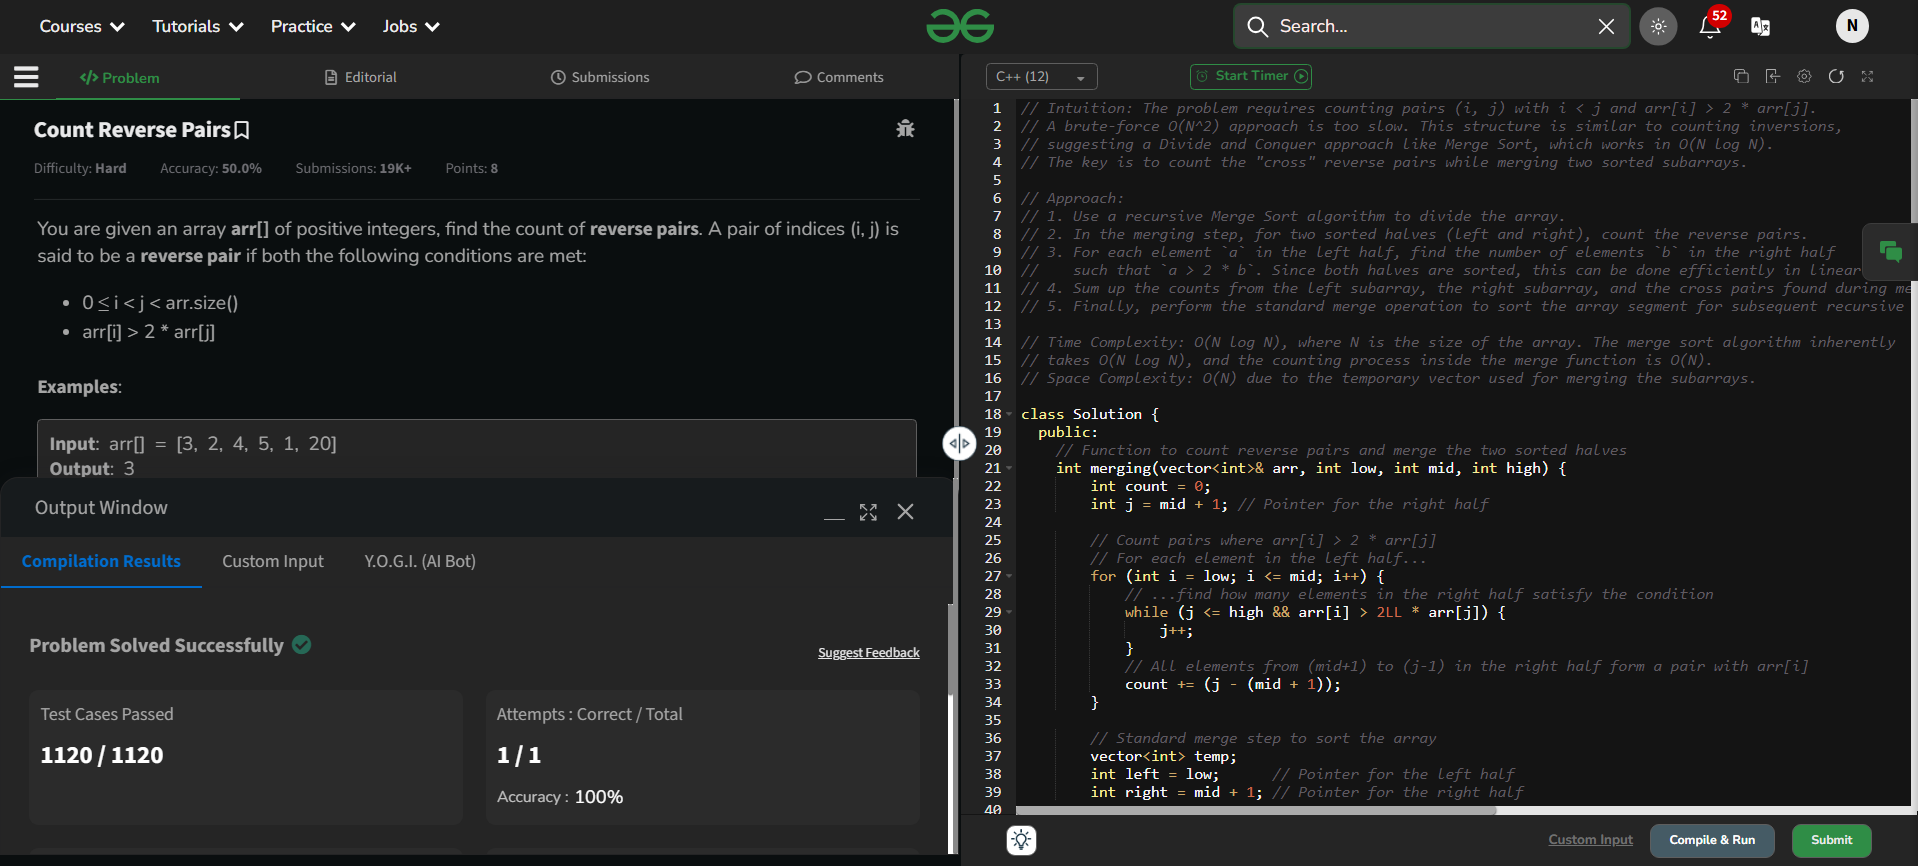 Courses Tutorials Practice Jobs
Search...
52
N
</> Problem Editorial Submissions Comments
Count Reverse Pairs
Difficulty: Hard Accuracy: 50.0% Submissions: 19K+ Points: 8
You are given an array arr[] of positive integers, find the count of reverse pairs. A pair of indices (i, j) is
said to be a reverse pair if both the following conditions are met:
• 0 ≤ i < j < arr.size()
• arr[i] > 2 * arr[j]
Examples:
Input: arr[] = [3, 2, 4, 5, 1, 20]
Output: 3
Output Window
Compilation Results Custom Input Y.O.G.I. (AI Bot)
Problem Solved Successfully
Suggest Feedback
Test Cases Passed
1120 / 1120
Attempts : Correct / Total
1 / 1
Accuracy : 100%
C++ (12) Start Timer
1 // Intuition: The problem requires counting pairs (i, j) with i < j and arr[i] > 2 * arr[j].
2 // A brute-force O(N^2) approach is too slow. This structure is similar to counting inversions,
3 // suggesting a Divide and Conquer approach like Merge Sort, which works in O(N log N).
4 // The key is to count the "cross" reverse pairs while merging two sorted subarrays.
5
6 // Approach:
7 // 1. Use a recursive Merge Sort algorithm to divide the array.
8 // 2. In the merging step, for two sorted halves (left and right), count the reverse pairs.
9 // 3. For each element `a` in the left half, find the number of elements `b` in the right half
10 //    such that `a > 2 * b`. Since both halves are sorted, this can be done efficiently in linear
11 // 4. Sum up the counts from the left subarray, the right subarray, and the cross pairs found during me
12 // 5. Finally, perform the standard merge operation to sort the array segment for subsequent recursive
13
14 // Time Complexity: O(N log N), where N is the size of the array. The merge sort algorithm inherently
15 // takes O(N log N), and the counting process inside the merge function is O(N).
16 // Space Complexity: O(N) due to the temporary vector used for merging the subarrays.
17
18 class Solution {
19   public:
20     // Function to count reverse pairs and merge the two sorted halves
21     int merging(vector<int>& arr, int low, int mid, int high) {
22         int count = 0;
23         int j = mid + 1; // Pointer for the right half
24
25         // Count pairs where arr[i] > 2 * arr[j]
26         // For each element in the left half...
27         for (int i = low; i <= mid; i++) {
28             // ...find how many elements in the right half satisfy the condition
29             while (j <= high && arr[i] > 2LL * arr[j]) {
30                 j++;
31             }
32             // All elements from (mid+1) to (j-1) in the right half form a pair with arr[i]
33             count += (j - (mid + 1));
34         }
35
36         // Standard merge step to sort the array
37         vector<int> temp;
38         int left = low;      // Pointer for the left half
39         int right = mid + 1; // Pointer for the right half
40
Custom Input Compile & Run Submit